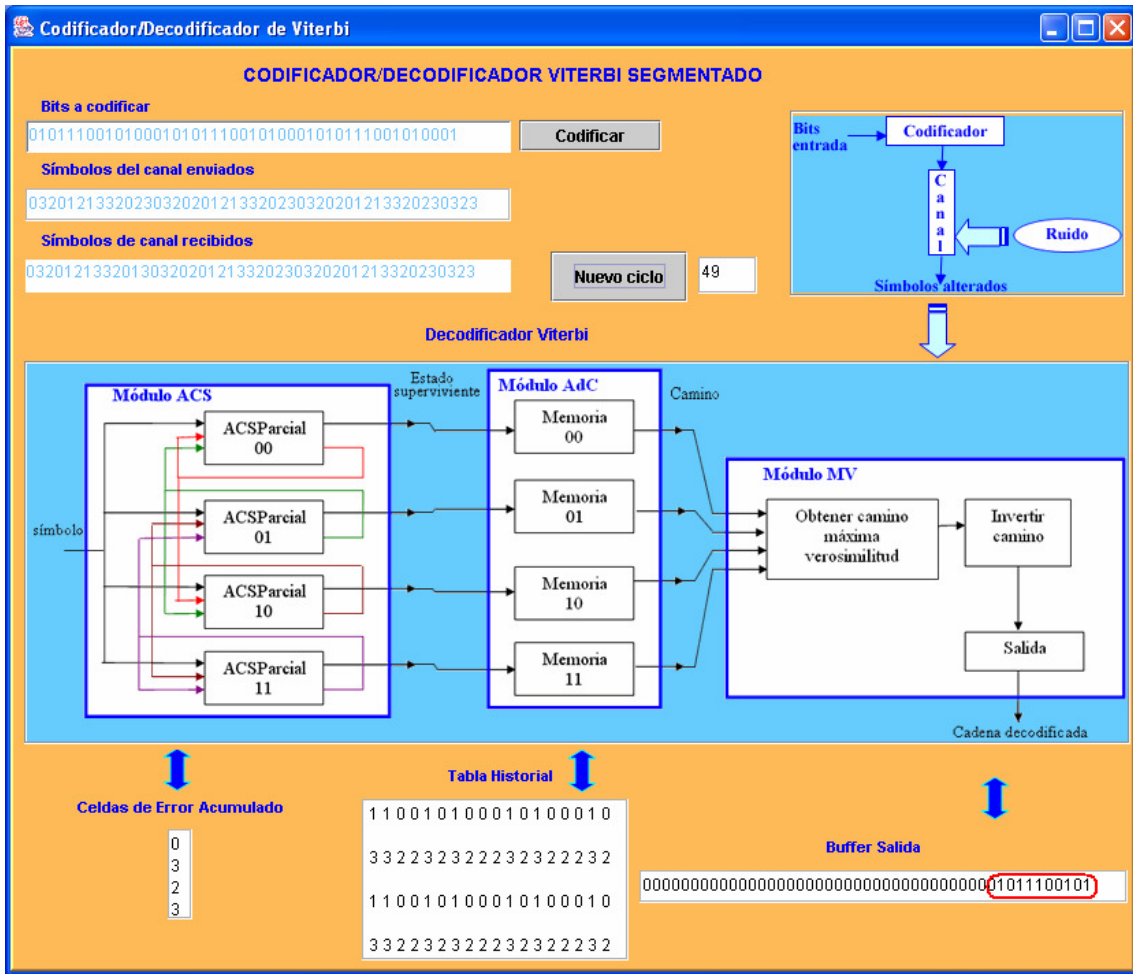 Codificador/Decodificador de Viterbi
CODIFICADOR/DECODIFICADOR VITERBI SEGMENTADO
Bits a codificar
010111001010001010111001010001010111001010001
Codificar
Símbolos del canal enviados
03201213320230320201213320230320201213320230323
Símbolos de canal recibidos
03201213320130320201213320230320201213320230323
Nuevo ciclo
49
Bits
entrada
Codificador
Canal
Ruido
Símbolos alterados
Decodificador Viterbi
Módulo ACS
símbolo
ACSParcial
00
ACSParcial
01
ACSParcial
10
ACSParcial
11
Estado
superviviente
Módulo AdC
Memoria
00
Memoria
01
Memoria
10
Memoria
11
Camino
Módulo MV
Obtener camino
máxima
verosimilitud
Invertir
camino
Salida
Cadena decodificada
Celdas de Error Acumulado
0
3
2
3
Tabla Historial
1 1 0 0 1 0 1 0 0 0 1 0 1 0 0 0 1 0
3 3 2 2 3 2 3 2 2 2 3 2 3 2 2 2 3 2
1 1 0 0 1 0 1 0 0 0 1 0 1 0 0 0 1 0
3 3 2 2 3 2 3 2 2 2 3 2 3 2 2 2 3 2
Buffer Salida
00000000000000000000000000000000000001011100101